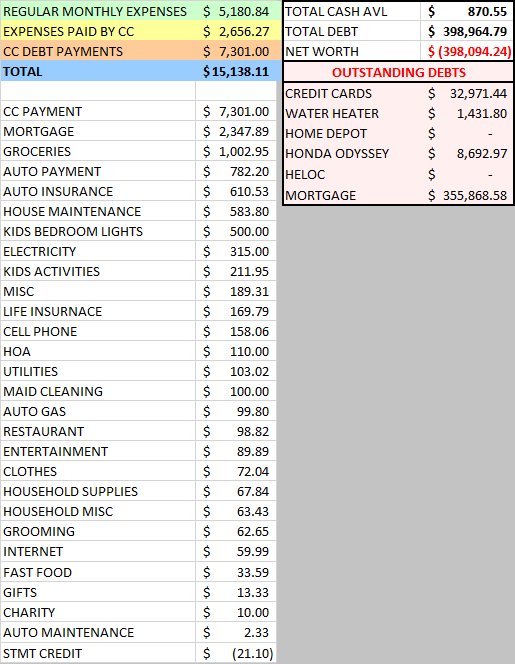 REGULAR MONTHLY EXPENSES $ 5,180.84
EXPENSES PAID BY CC $ 2,656.27
CC DEBT PAYMENTS $ 7,301.00
TOTAL $15,138.11
CC PAYMENT $ 7,301.00
MORTGAGE $ 2,347.89
GROCERIES $ 1,002.95
AUTO PAYMENT $ 782.20
AUTO INSURANCE $ 610.53
HOUSE MAINTENANCE $ 583.80
KIDS BEDROOM LIGHTS $ 500.00
ELECTRICITY $ 315.00
KIDS ACTIVITIES $ 211.95
MISC $ 189.31
LIFE INSURNACE $ 169.79
CELL PHONE $ 158.06
HOA $ 110.00
UTILITIES $ 103.02
MAID CLEANING $ 100.00
AUTO GAS $ 99.80
RESTAURANT $ 98.82
ENTERTAINMENT $ 89.89
CLOTHES $ 72.04
HOUSEHOLD SUPPLIES $ 67.84
HOUSEHOLD MISC $ 63.43
GROOMING $ 62.65
INTERNET $ 59.99
FAST FOOD $ 33.59
GIFTS $ 13.33
CHARITY $ 10.00
AUTO MAINTENANCE $ 2.33
STMT CREDIT $ (21.10)
TOTAL CASH AVL $ 870.55
TOTAL DEBT $ 398,964.79
NET WORTH $ (398,094.24)
OUTSTANDING DEBTS
CREDIT CARDS $ 32,971.44
WATER HEATER $ 1,431.80
HOME DEPOT $ -
HONDA ODYSSEY $ 8,692.97
HELOC $ -
MORTGAGE $ 355,868.58